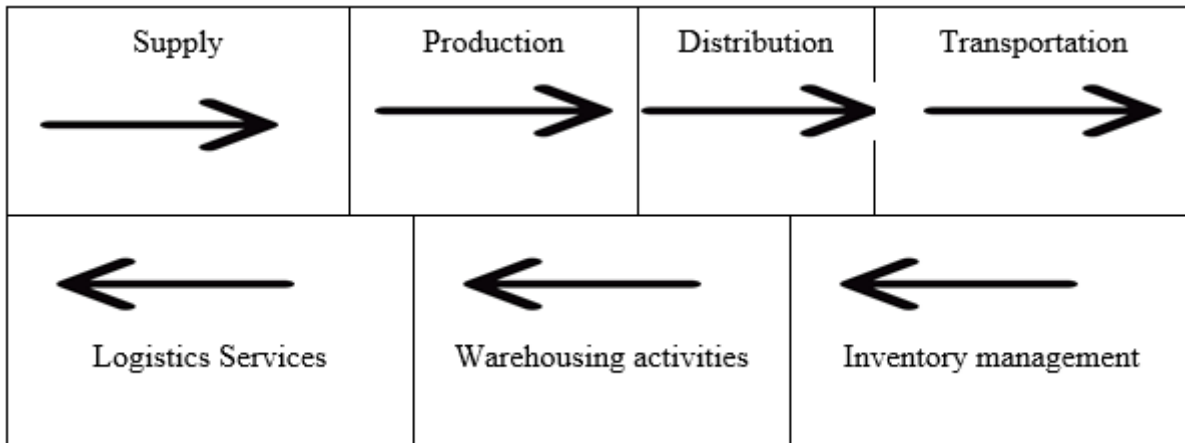 Supply
Production
Distribution
Transportation
Logistics Services
Warehousing activities
Inventory management